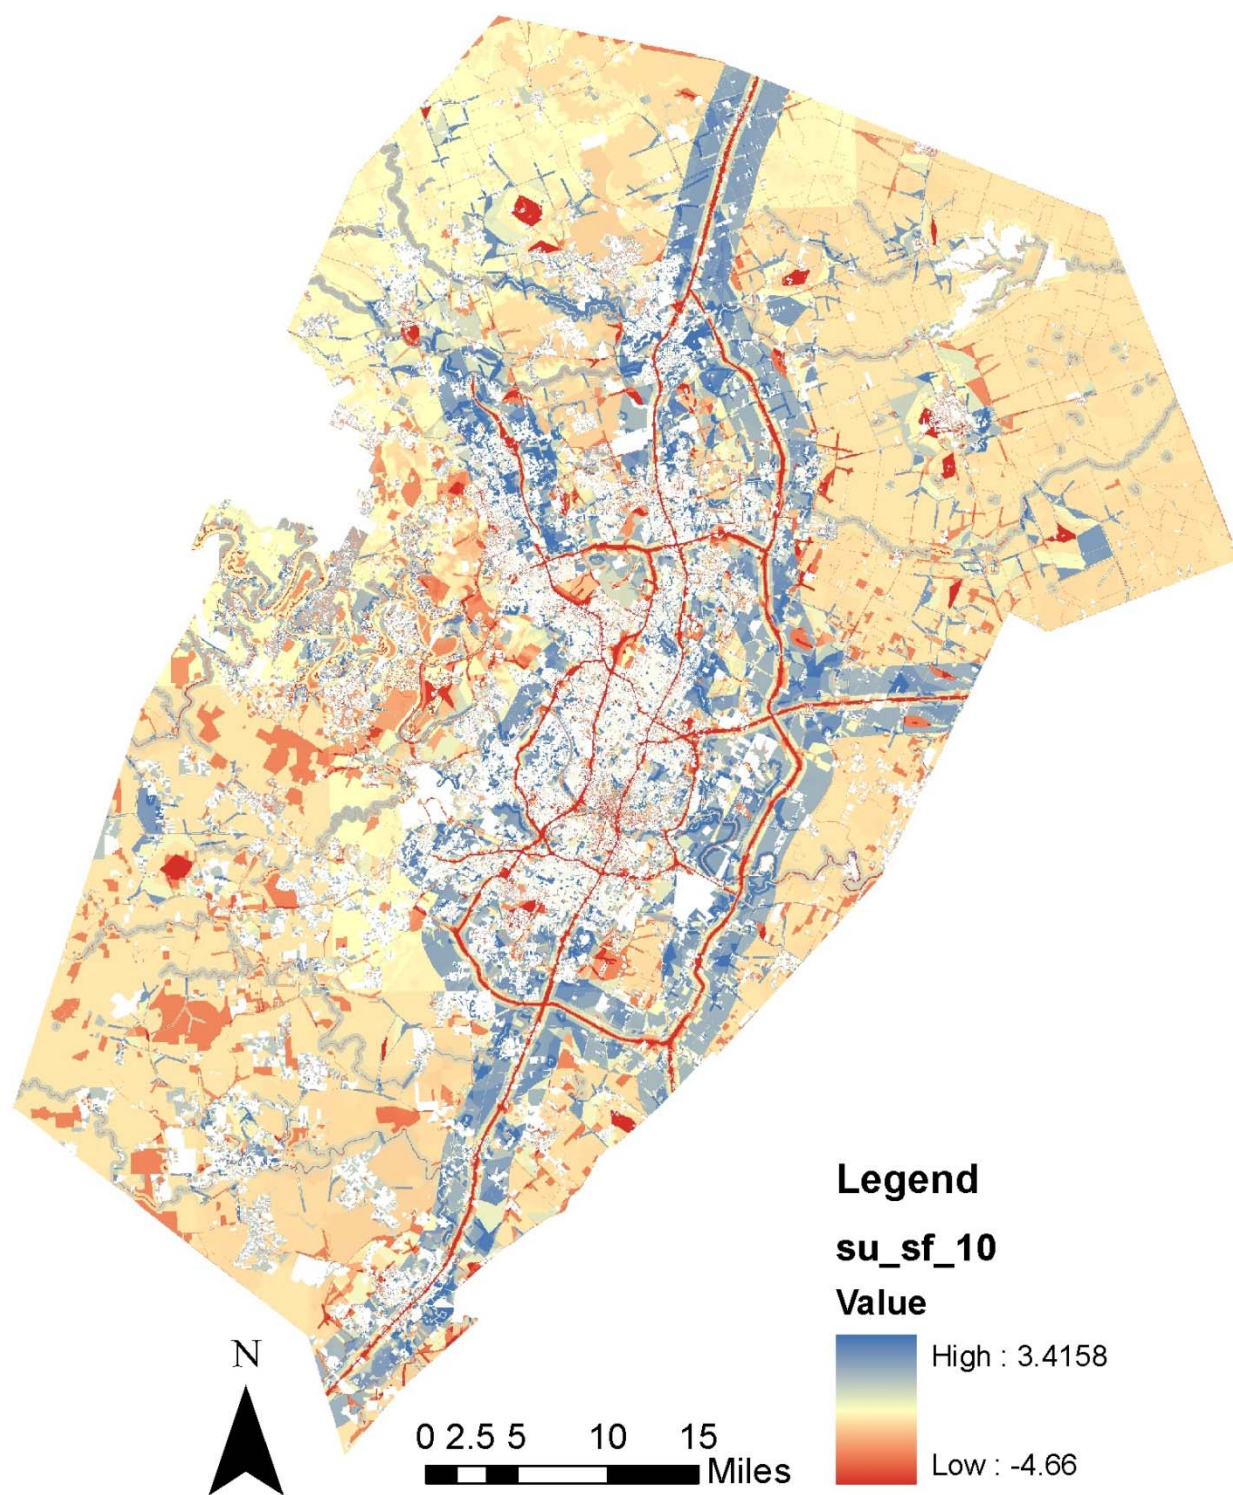 Legend
su_sf_10
Value
High : 3.4158
Low : -4.66
N
0 2.5 5 10 15
Miles